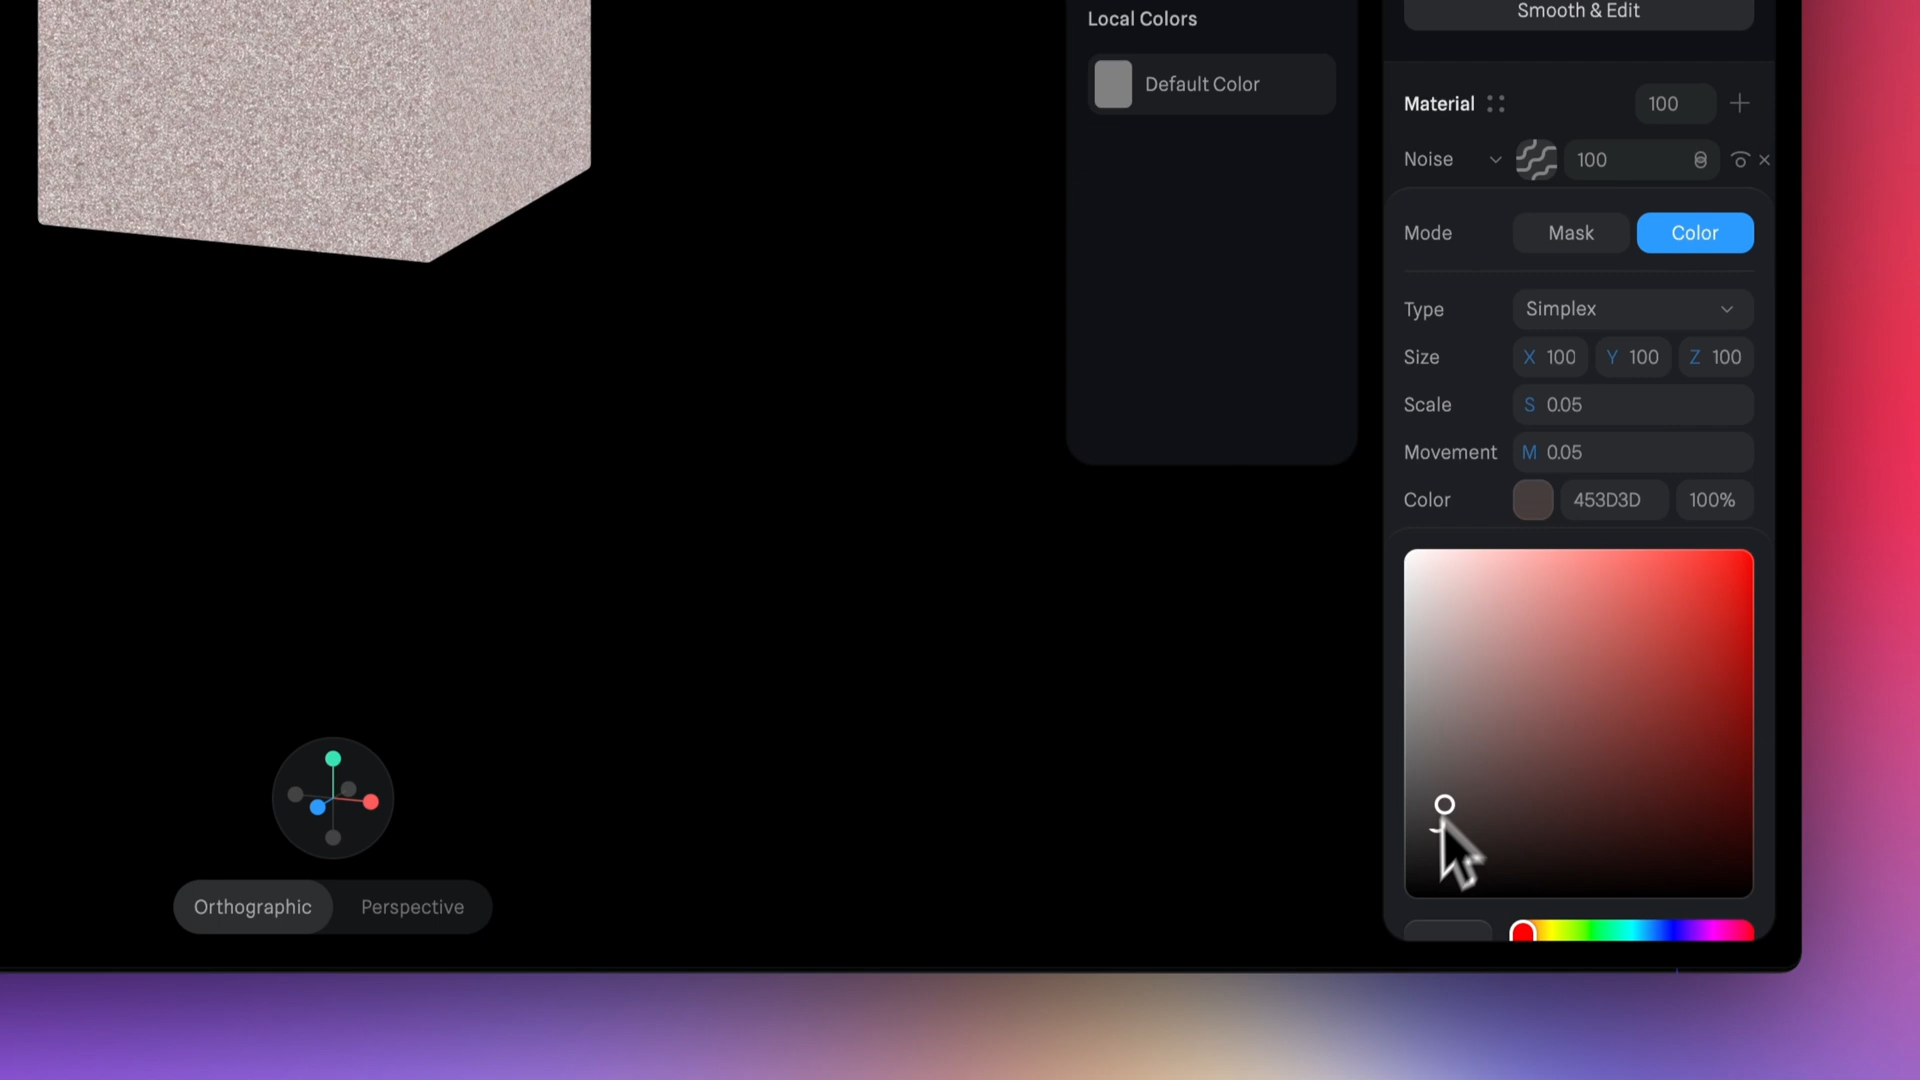 Local Colors
Default Color
Smooth & Edit
Material 100
Noise 100
Mode Mask Color
Type Simplex
Size X 100 Y 100 Z 100
Scale S 0.05
Movement M 0.05
Color 453D3D 100%
Orthographic Perspective